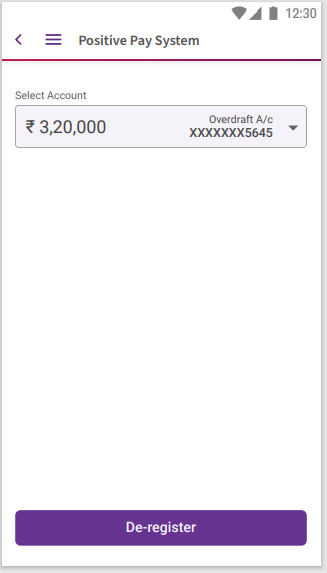 12:30
Positive Pay System
Select Account
₹ 3,20,000
Overdraft A/c
XXXXXXX5645
De-register